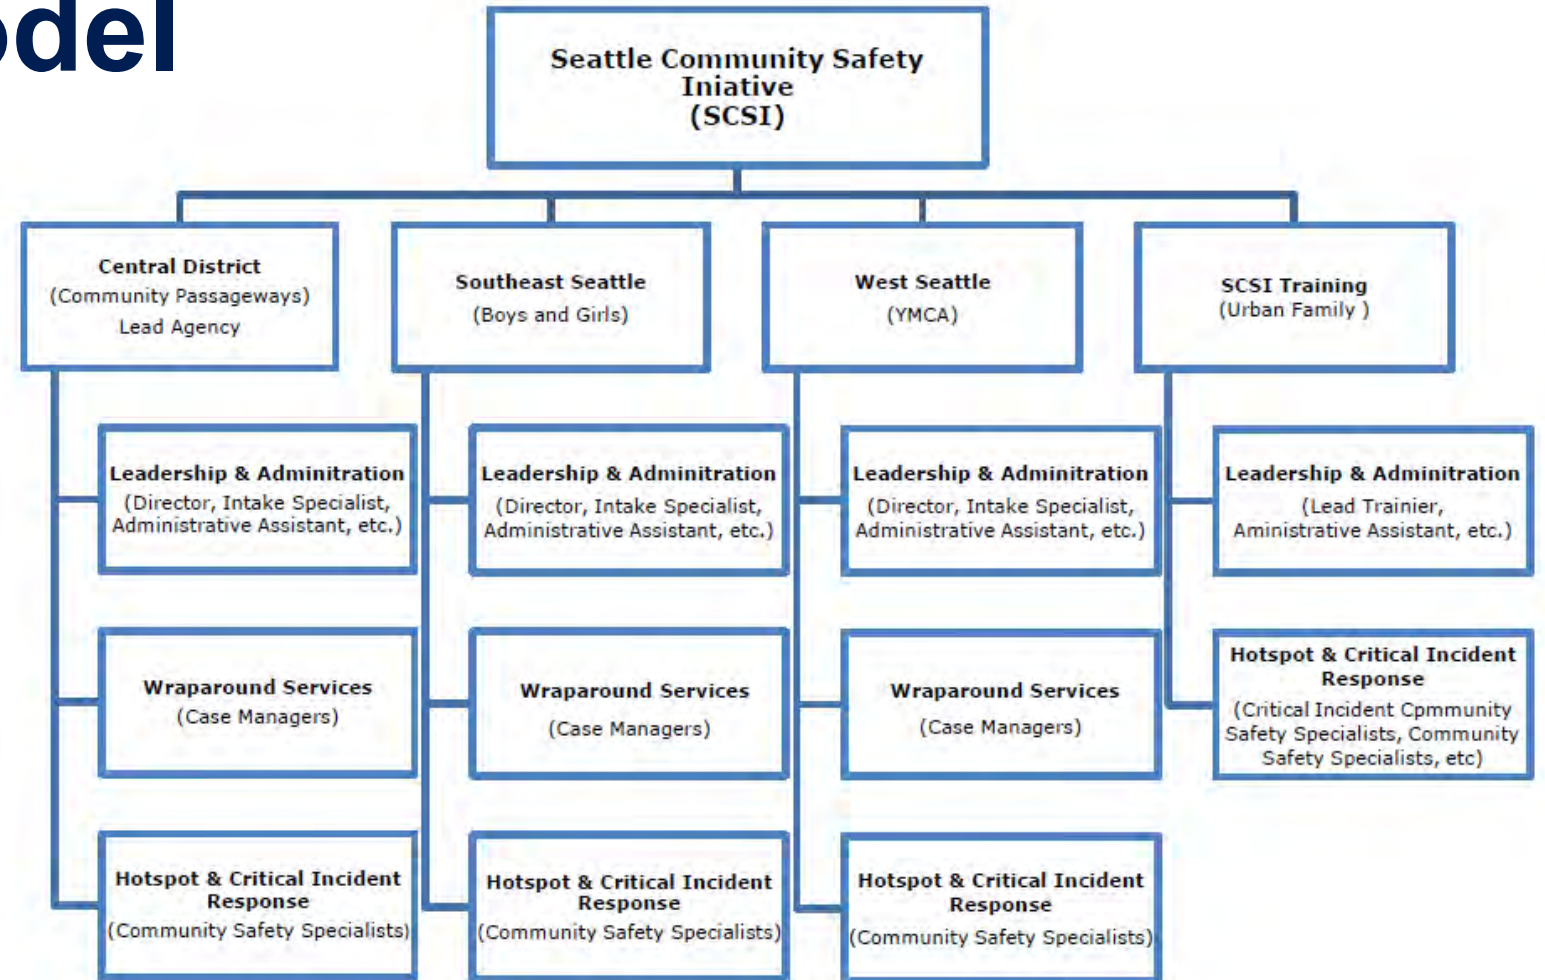 odel
Seattle Community Safety
Iniative
(SCSI)
Central District
(Community Passageways)
Lead Agency
Southeast Seattle
(Boys and Girls)
West Seattle
(YMCA)
SCSI Training
(Urban Family )
Leadership & Adminitration
(Director, Intake Specialist,
Administrative Assistant, etc.)
Leadership & Adminitration
(Director, Intake Specialist,
Administrative Assistant, etc.)
Leadership & Adminitration
(Director, Intake Specialist,
Administrative Assistant, etc.)
Leadership & Adminitration
(Lead Trainier,
Aministrative Assistant, etc.)
Wraparound Services
(Case Managers)
Wraparound Services
(Case Managers)
Wraparound Services
(Case Managers)
Hotspot & Critical Incident
Response
(Critical Incident Cpmmunity
Safety Specialists, Community
Safety Specialists, etc)
Hotspot & Critical Incident
Response
(Community Safety Specialists)
Hotspot & Critical Incident
Response
(Community Safety Specialists)
Hotspot & Critical Incident
Response
(Community Safety Specialists)